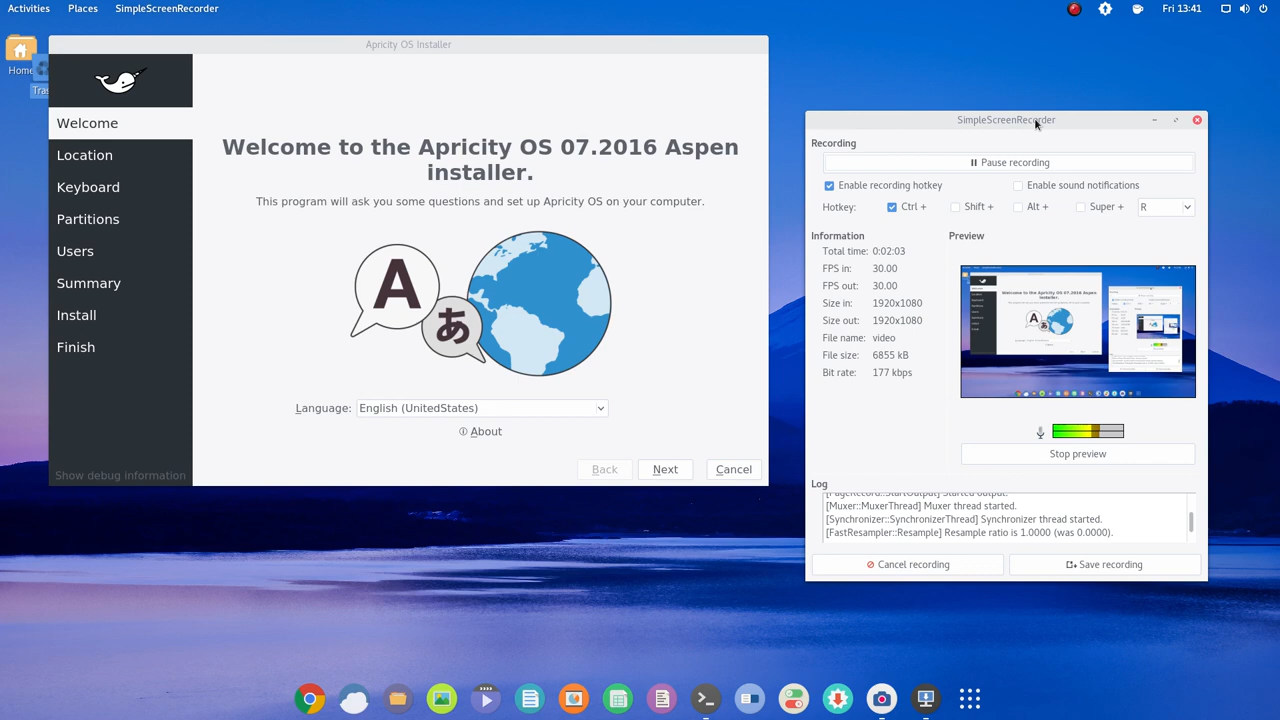 Activities
Places
SimpleScreenRecorder
Fri 13:41
Home
Tras
Apricity OS Installer
Welcome
Location
Keyboard
Partitions
Users
Summary
Install
Finish
Show debug information
Welcome to the Apricity OS 07.2016 Aspen
installer.
This program will ask you some questions and set up Apricity OS on your computer.
A
あ
Language: English (UnitedStates)
About
Back
Next
Cancel
SimpleScreenRecorder
Recording
Pause recording
Enable recording hotkey
Enable sound notifications
Hotkey: Ctrl + Shift + Alt + Super + R
Information
Total time: 0:02:03
FPS in: 30.00
FPS out: 30.00
Size in: 1920x1080
Size out: 1920x1080
File name: video
File size: 6855 kB
Bit rate: 177 kbps
Preview
Stop preview
Log
[PageRecord::StartOutput] Started output.
[Muxer::MuxerThread] Muxer thread started.
[Synchronizer::SynchronizerThread] Synchronizer thread started.
[FastResampler::Resample] Resample ratio is 1.0000 (was 0.0000).
Cancel recording
Save recording